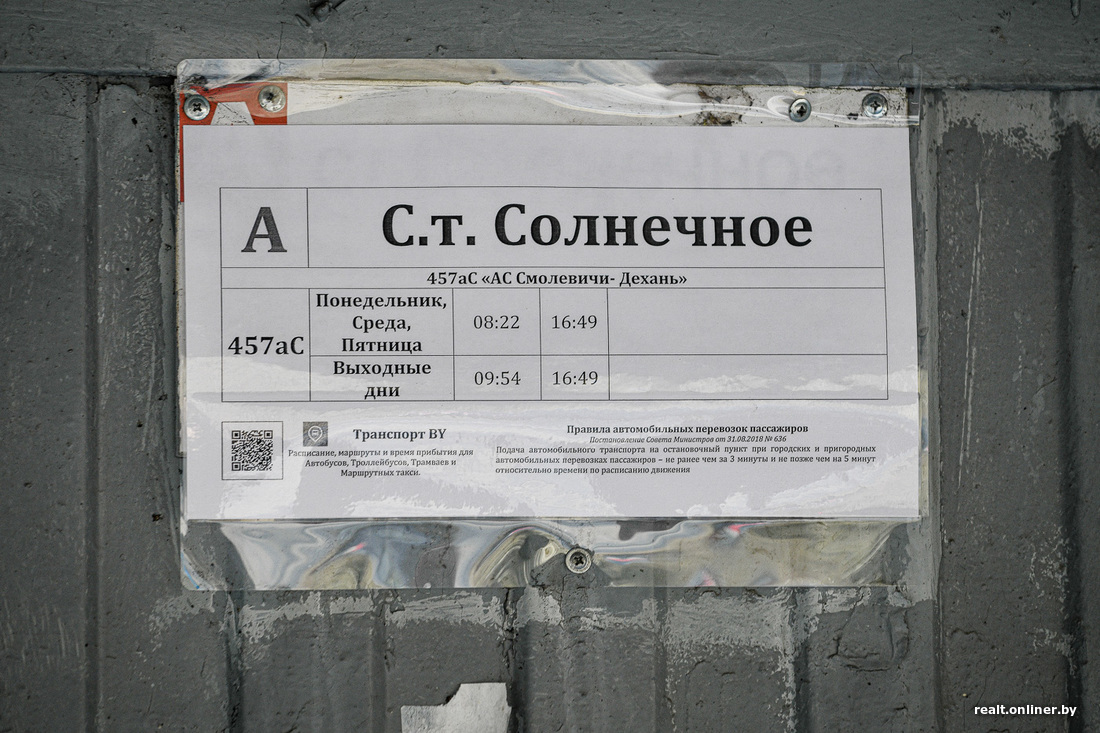 А
С.т. Солнечное
457аС «АС Смолевичи- Дехань»
457аС
Понедельник,
Среда,
Пятница
08:22
16:49
Выходные
дни
09:54
16:49
Транспорт BY
Расписание, маршруты и время прибытия для
Автобусов, Троллейбусов, Трамваев и
Маршрутных такси.
Правила автомобильных перевозок пассажиров
Постановление Совета Министров от 31.08.2018 № 636
Подача автомобильного транспорта на остановочный пункт при городских и пригородных
автомобильных перевозках пассажиров – не ранее чем за 3 минуты и не позже чем на 5 минут
относительно времени по расписанию движения
realt.onliner.by